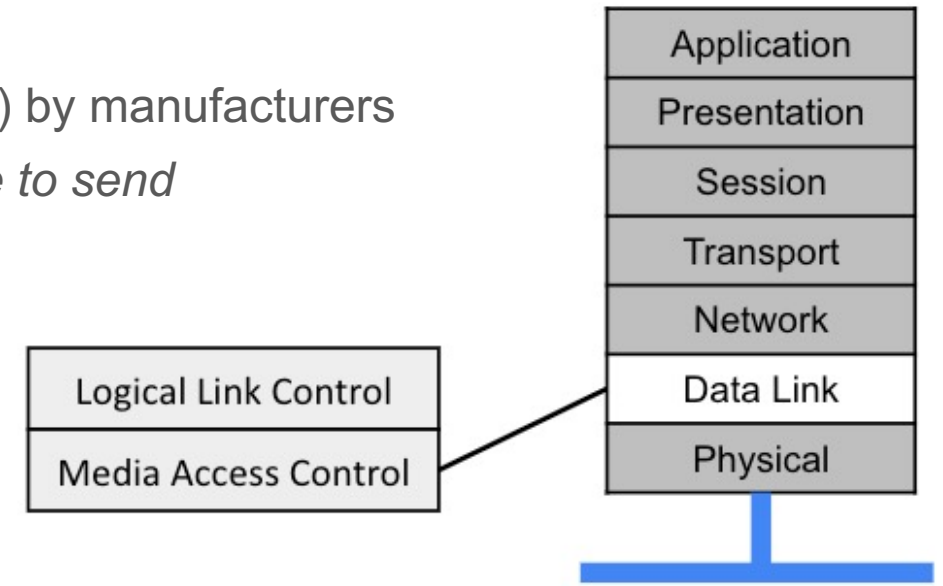 ) by manufacturers
to send
Logical Link Control
Media Access Control
Application
Presentation
Session
Transport
Network
Data Link
Physical